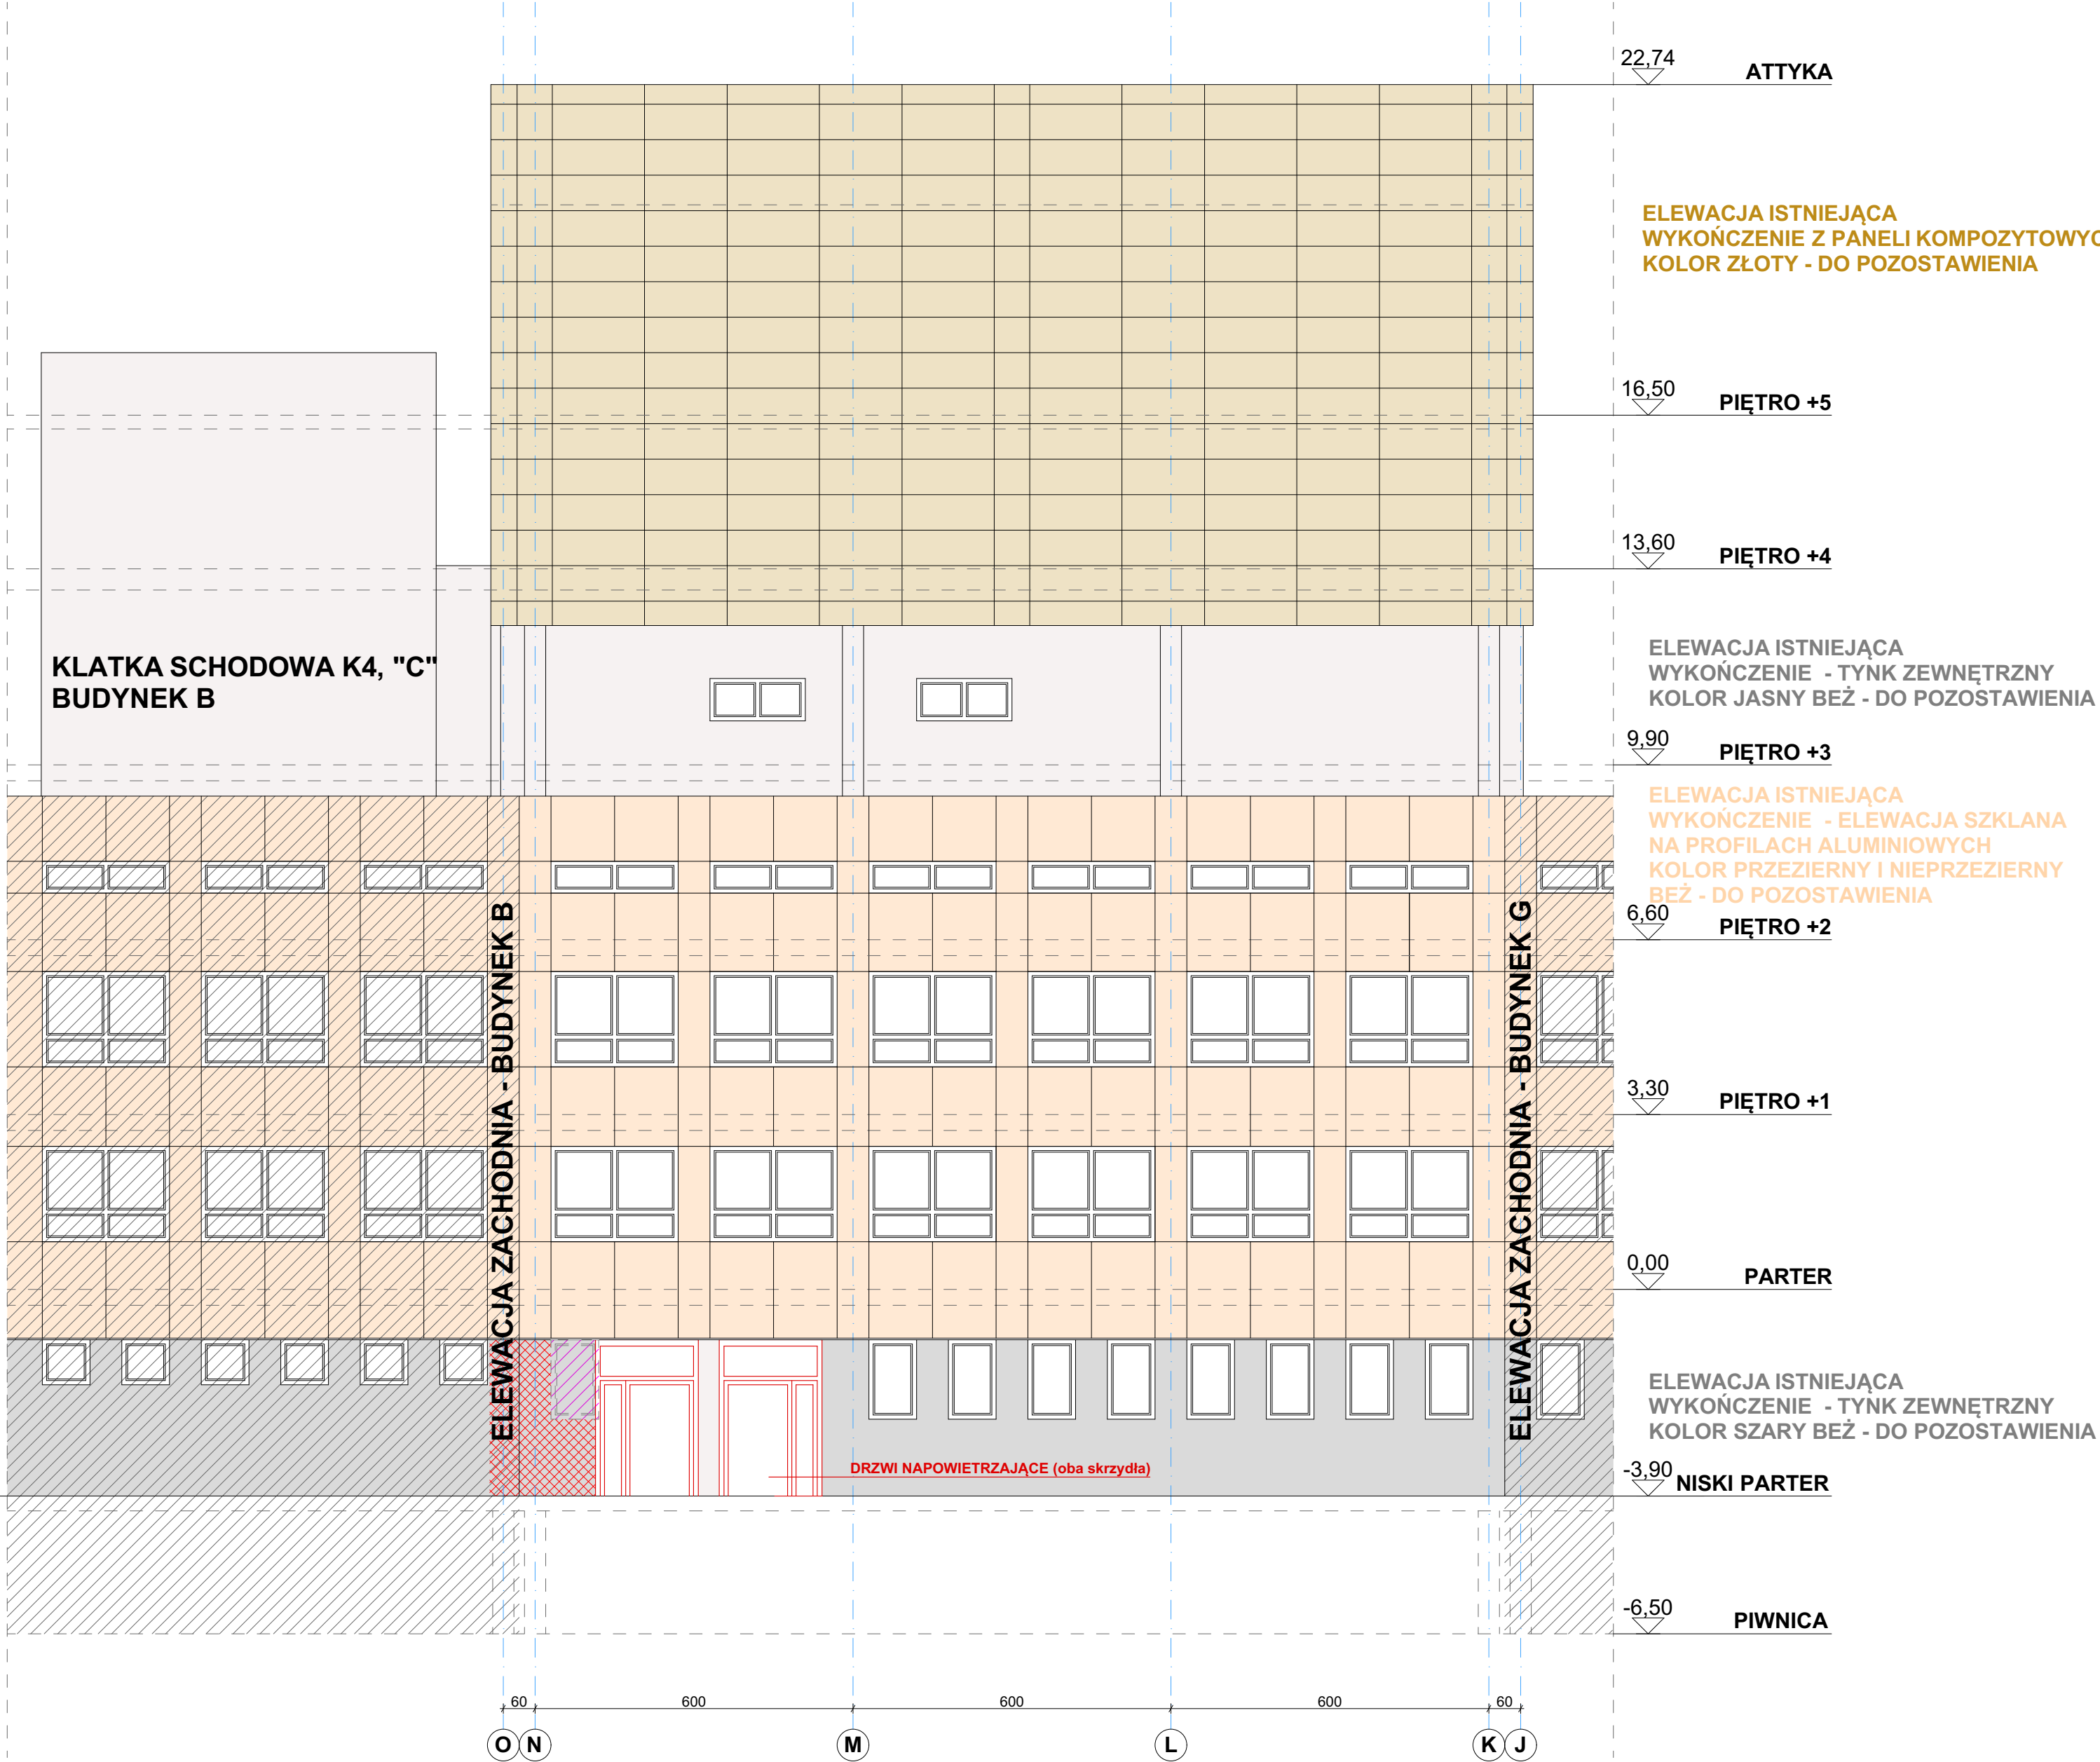 22,74
ATTYKA
ELEWACJA ISTNIEJĄCA
WYKOŃCZENIE Z PANELI KOMPOZYTOWYC
KOLOR ZŁOTY - DO POZOSTAWIENIA
16,50
PIĘTRO +5
13,60
PIĘTRO +4
KLATKA SCHODOWA K4, "C"
BUDYNEK B
ELEWACJA ISTNIEJĄCA
WYKOŃCZENIE - TYNK ZEWNĘTRZNY
KOLOR JASNY BEŻ - DO POZOSTAWIENIA
9,90
PIĘTRO +3
ELEWACJA ISTNIEJĄCA
WYKOŃCZENIE - ELEWACJA SZKLANA
NA PROFILACH ALUMINIOWYCH
KOLOR PRZEZIERNY I NIEPRZEZIERNY
BEŻ - DO POZOSTAWIENIA
6,60
PIĘTRO +2
ELEWACJA ZACHODNIA - BUDYNEK B
ELEWACJA ZACHODNIA - BUDYNEK G
3,30
PIĘTRO +1
0,00
PARTER
ELEWACJA ISTNIEJĄCA
WYKOŃCZENIE - TYNK ZEWNĘTRZNY
KOLOR SZARY BEŻ - DO POZOSTAWIENIA
DRZWI NAPOWIETRZAJĄCE (oba skrzydła)
-3,90
NISKI PARTER
-6,50
PIWNICA
60 600 600 600 60
O N M L K J